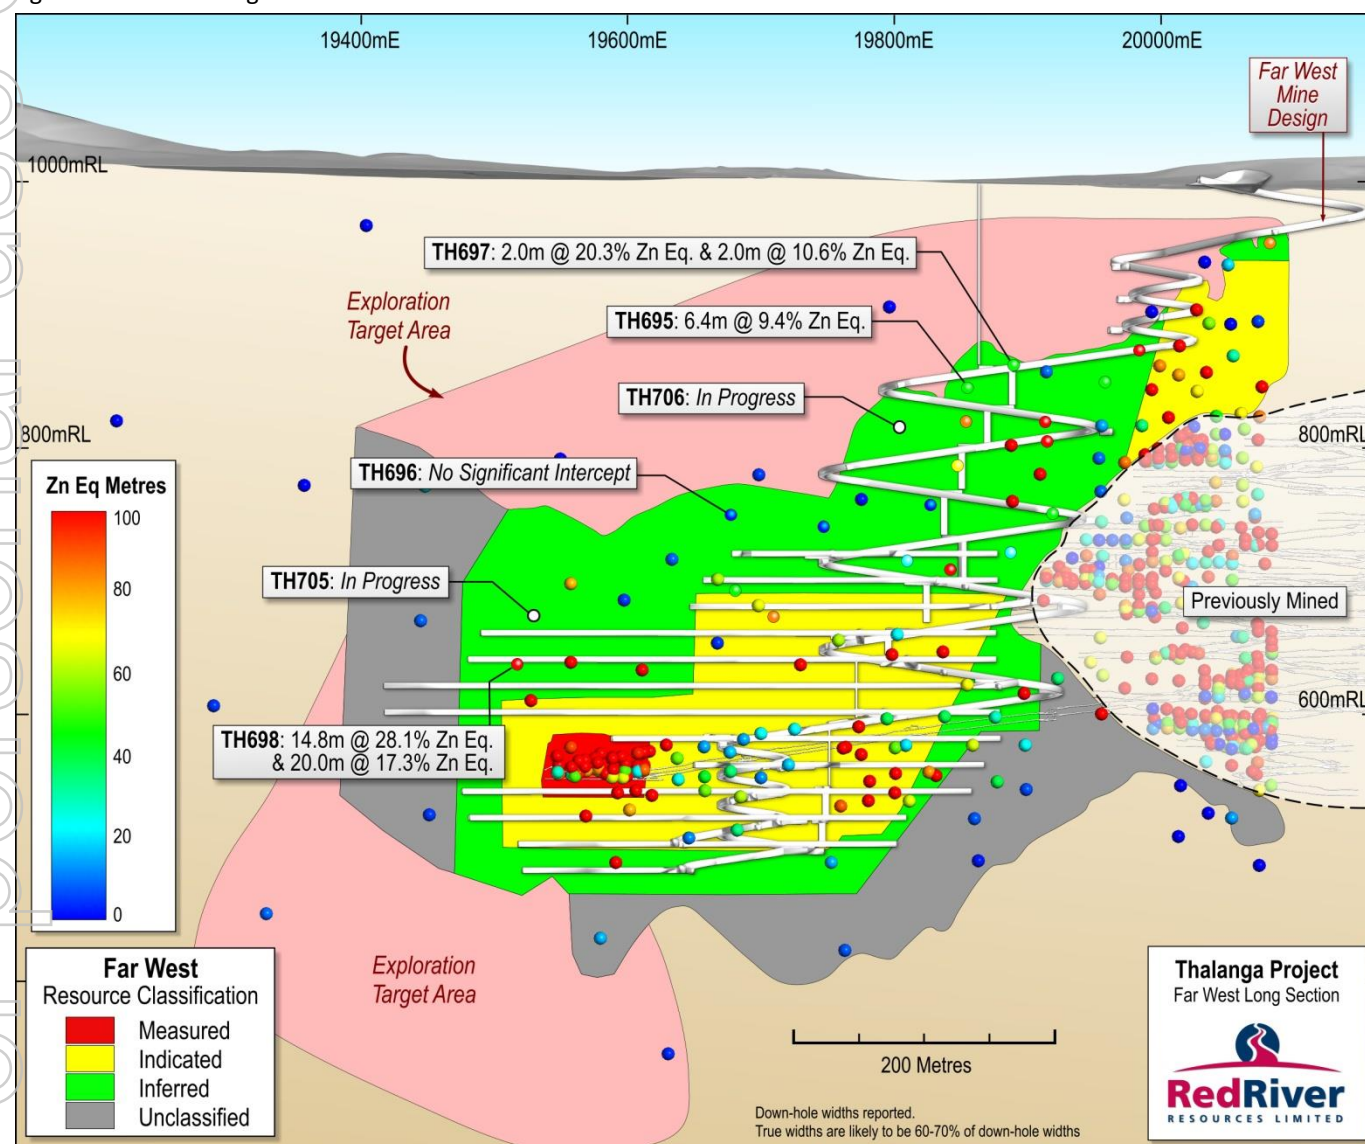 19400mE
19600mE
19800mE
20000mE
Far West
Mine
Design
1000mRL
TH697: 2.0m @ 20.3% Zn Eq. & 2.0m @ 10.6% Zn Eq.
Exploration
Target Area
TH695: 6.4m @ 9.4% Zn Eq.
TH706: In Progress
800mRL
800mRL
TH696: No Significant Intercept
Zn Eq Metres
100
80
60
40
20
0
TH705: In Progress
Previously Mined
600mRL
TH698: 14.8m @ 28.1% Zn Eq.
& 20.0m @ 17.3% Zn Eq.
Far West
Resource Classification
Measured
Indicated
Inferred
Unclassified
Exploration
Target Area
200 Metres
Down-hole widths reported.
True widths are likely to be 60-70% of down-hole widths
Thalanga Project
Far West Long Section
RedRiver
RESOURCES LIMITED